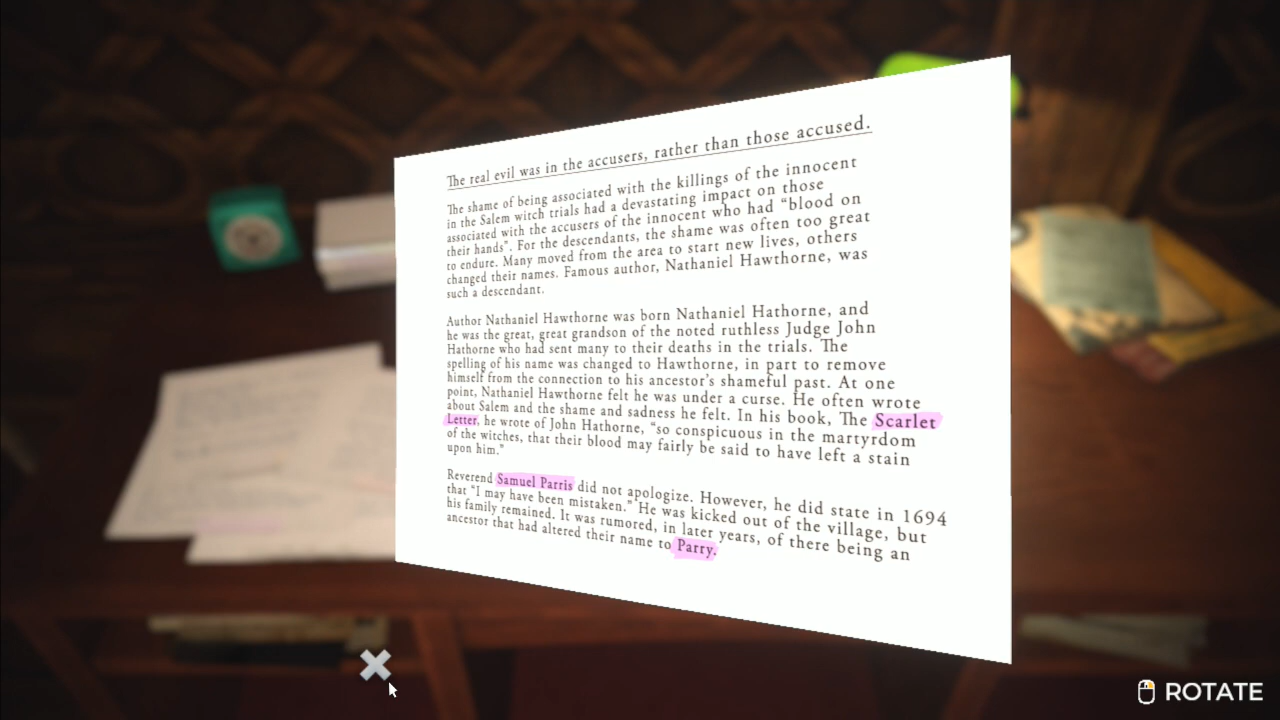 The real evil was in the accusers, rather than those accused.
The shame of being associated with the killings of the innocent
in the Salem witch trials had a devastating impact on those
associated with the accusers of the innocent who had "blood on
their hands". For the descendants, the shame was often too great
to endure. Many moved from the area to start new lives, others
changed their names. Famous author, Nathaniel Hawthorne, was
such a descendant.
Author Nathaniel Hawthorne was born Nathaniel Hathorne, and
he was the great, great grandson of the noted ruthless Judge John
Hathorne who had sent many to their deaths in the trials. The
spelling of his name was changed to Hawthorne, in part to remove
himself from the connection to his ancestor's shameful past. At one
point, Nathaniel Hawthorne felt he was under a curse. He often wrote
about Salem and the shame and sadness he felt. In his book, The Scarlet
Letter, he wrote of John Hathorne, "so conspicuous in the martyrdom
of the witches, that their blood may fairly be said to have left a stain
upon him."
Reverend Samuel Parris did not apologize. However, he did state in 1694
that "I may have been mistaken." He was kicked out of the village, but
his family remained. It was rumored, in later years, of there being an
ancestor that had altered their name to Parry.
ROTATE